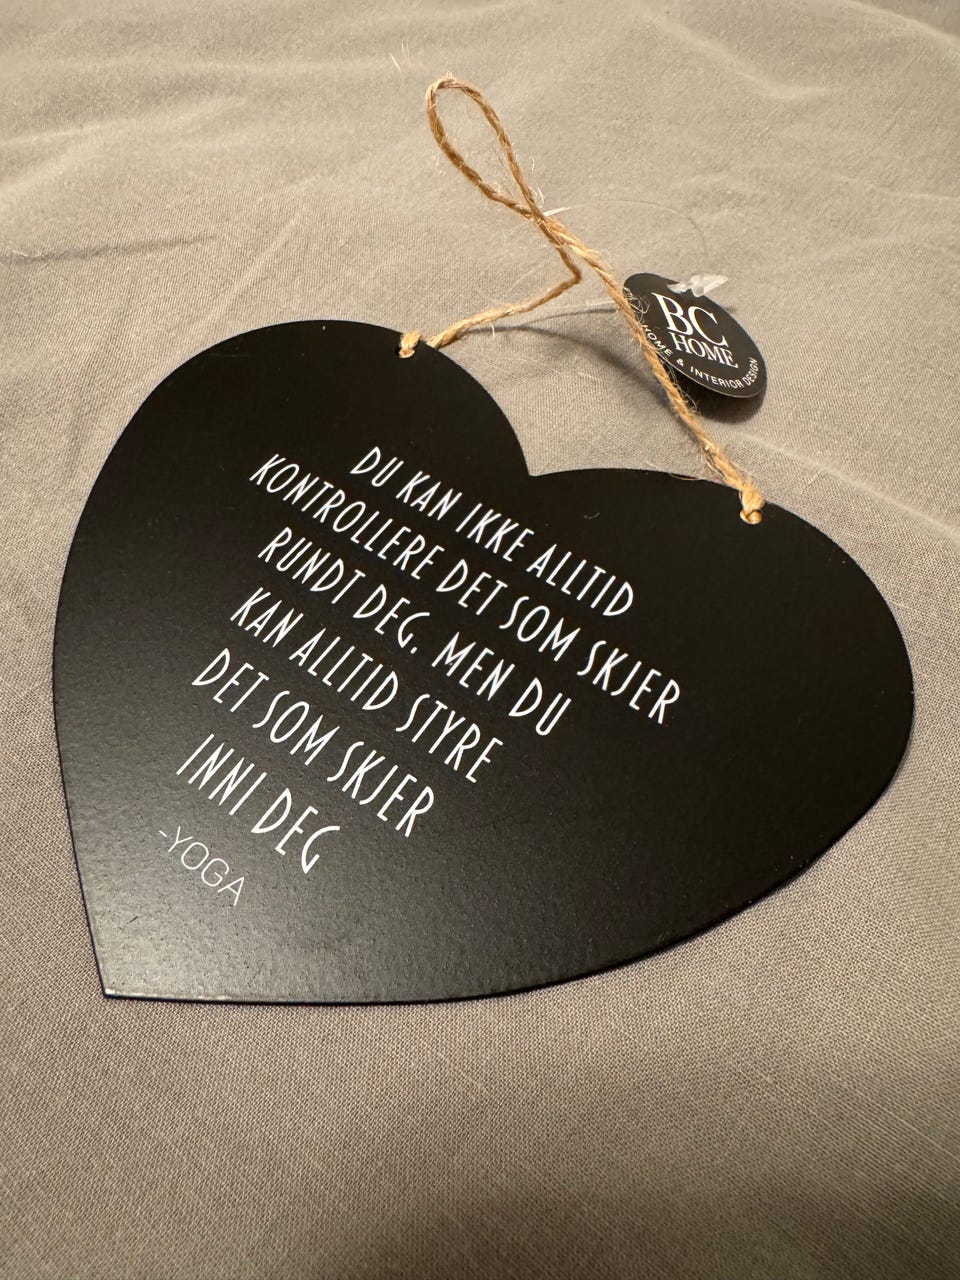 BC
HOME
HOME & INTERIOR DESIGN
DU KAN IKKE ALLTID
KONTROLLERE DET SOM SKJER
RUNDT DEG. MEN DU
KAN ALLTID STYRE
DET SOM SKJER
INNI DEG
-YOGA